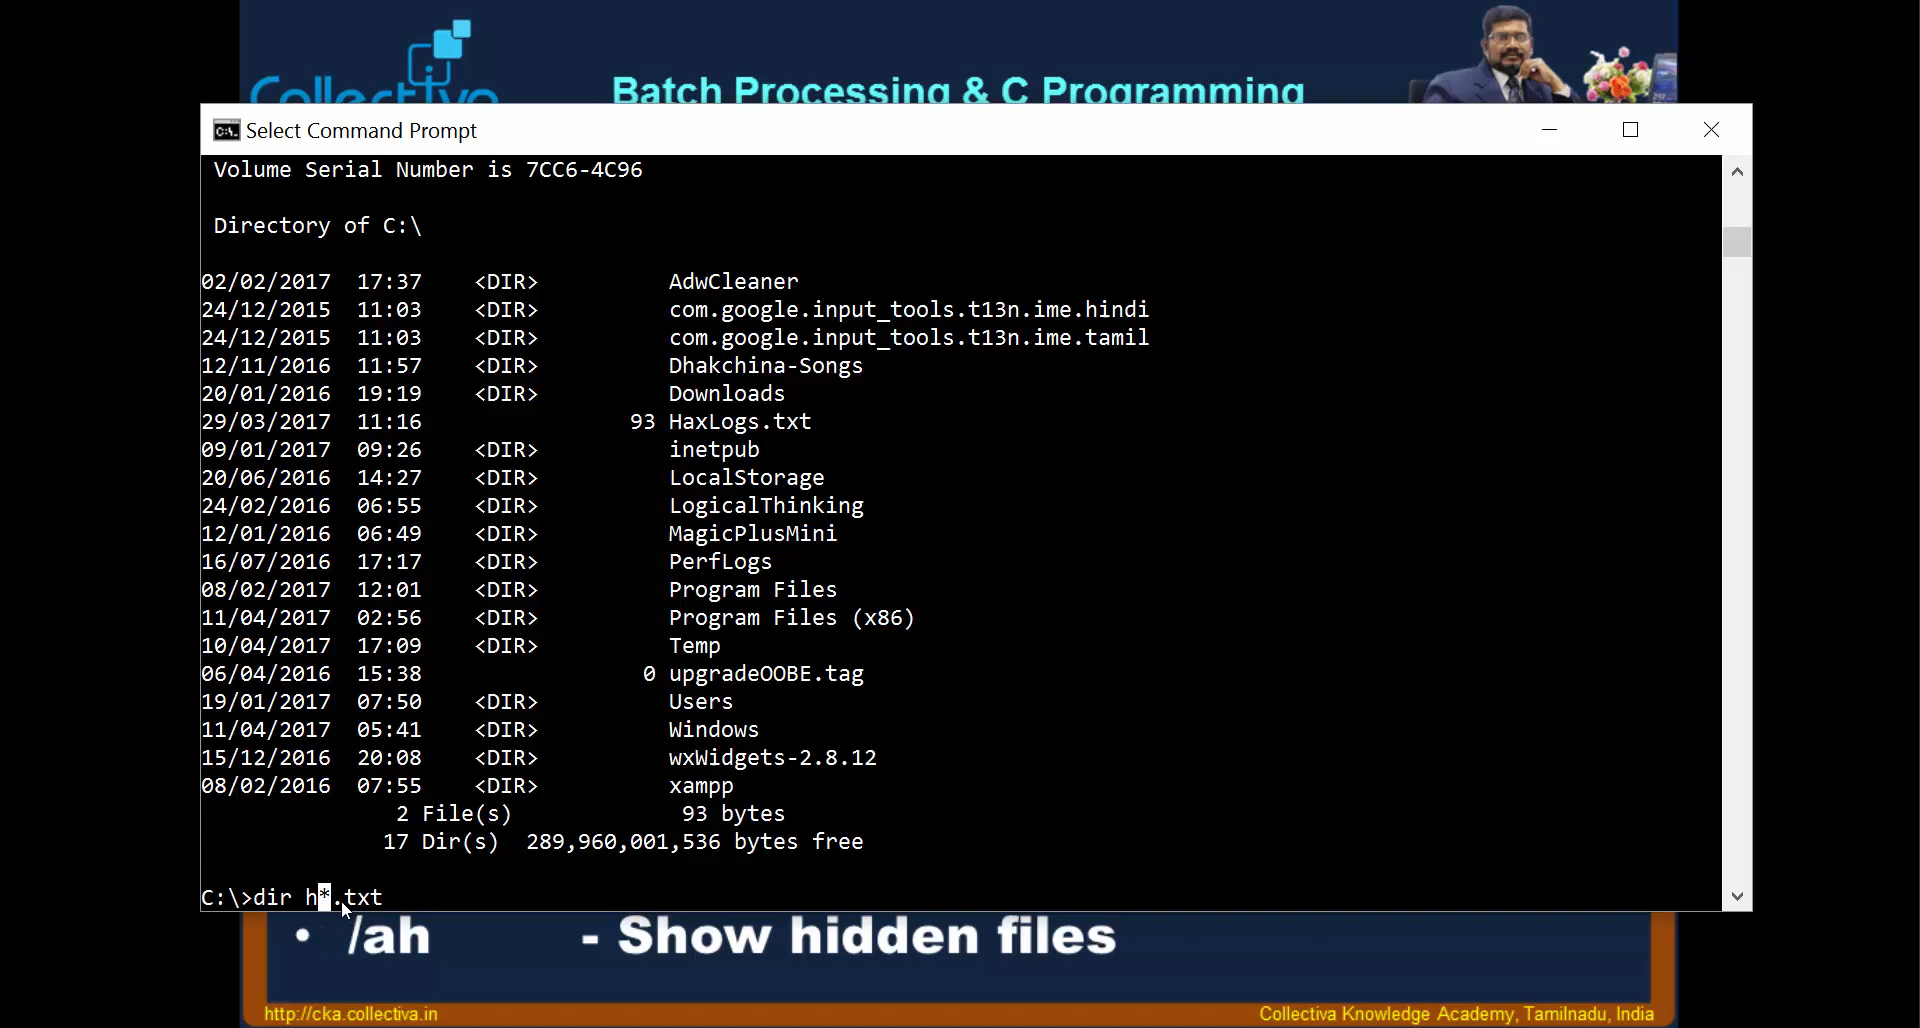 Collectiva
Batch Processing & C Programming
C:\. Select Command Prompt
Volume Serial Number is 7CC6-4C96
Directory of C:\
02/02/2017 17:37 <DIR> AdwCleaner
24/12/2015 11:03 <DIR> com.google.input_tools.t13n.ime.hindi
24/12/2015 11:03 <DIR> com.google.input_tools.t13n.ime.tamil
12/11/2016 11:57 <DIR> Dhakchina-Songs
20/01/2016 19:19 <DIR> Downloads
29/03/2017 11:16 93 HaxLogs.txt
09/01/2017 09:26 <DIR> inetpub
20/06/2016 14:27 <DIR> LocalStorage
24/02/2016 06:55 <DIR> LogicalThinking
12/01/2016 06:49 <DIR> MagicPlusMini
16/07/2016 17:17 <DIR> PerfLogs
08/02/2017 12:01 <DIR> Program Files
11/04/2017 02:56 <DIR> Program Files (x86)
10/04/2017 17:09 <DIR> Temp
06/04/2016 15:38 0 upgradeOOBE.tag
19/01/2017 07:50 <DIR> Users
11/04/2017 05:41 <DIR> Windows
15/12/2016 20:08 <DIR> wxWidgets-2.8.12
08/02/2016 07:55 <DIR> xampp
2 File(s) 93 bytes
17 Dir(s) 289,960,001,536 bytes free
C:\>dir h*.txt
• /ah - Show hidden files
http://cka.collectiva.in
Collectiva Knowledge Academy, Tamilnadu, India